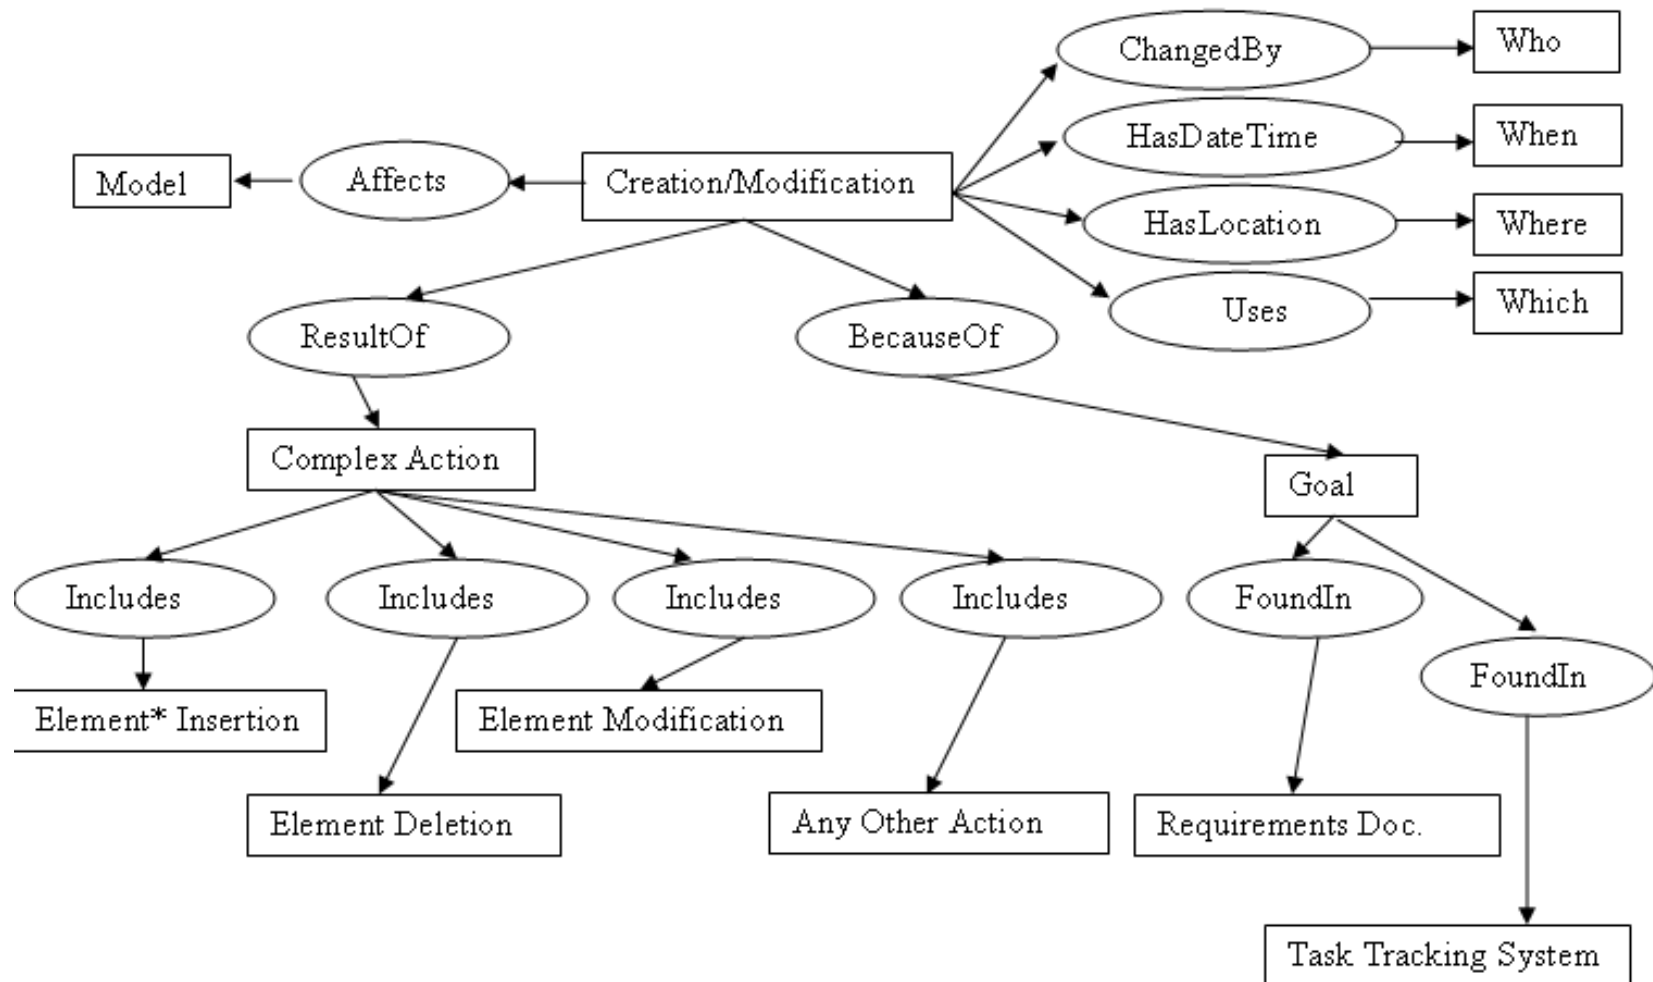 ChangedBy
Who
HasDateTime
When
Model
Affects
Creation/Modification
HasLocation
Where
Uses
Which
ResultOf
BecauseOf
Complex Action
Goal
Includes
Includes
Includes
Includes
FoundIn
FoundIn
Element* Insertion
Element Modification
Element Deletion
Any Other Action
Requirements Doc.
Task Tracking System